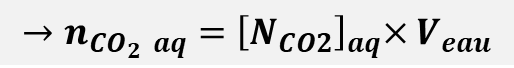 → n_{CO₂ aq} = [N_{CO2}]_{aq} × V_{eau}